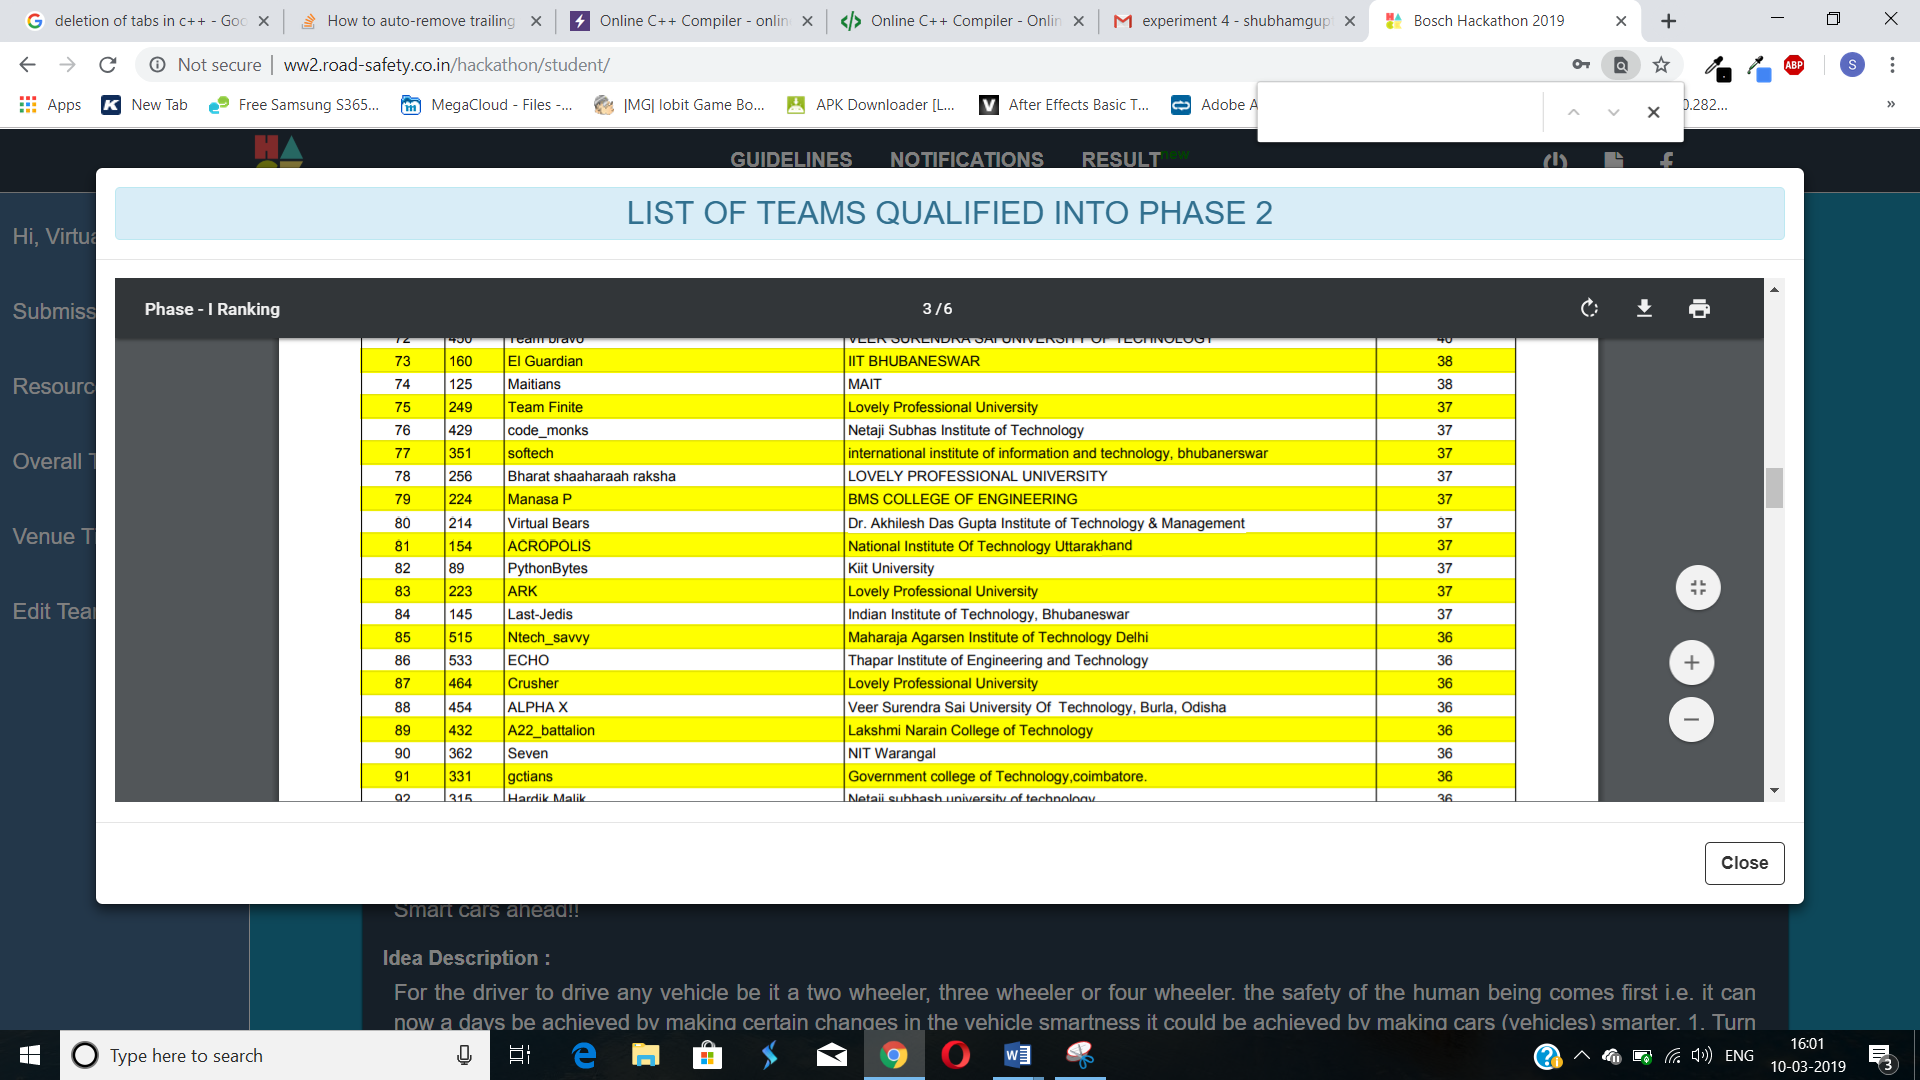 deletion of tabs in c++ - Goo
How to auto-remove trailing
Online C++ Compiler - onlin
Online C++ Compiler - Onlin
experiment 4 - shubhamgup
Bosch Hackathon 2019
Not secure | ww2.road-safety.co.in/hackathon/student/
ABP
S
Apps
New Tab
Free Samsung S365...
MegaCloud - Files -...
|MG| Iobit Game Bo...
APK Downloader [L...
After Effects Basic T...
Adobe A
0.282...
»
GUIDELINES NOTIFICATIONS RESULT new
LIST OF TEAMS QUALIFIED INTO PHASE 2
Hi, Virtua
Submiss
Resourc
Overall T
Venue Ti
Edit Tear
Phase - I Ranking 3 / 6
72 450 Team bravo VEER SURENDRA SAI UNIVERSITY OF TECHNOLOGY 40
73 160 El Guardian IIT BHUBANESWAR 38
74 125 Maitians MAIT 38
75 249 Team Finite Lovely Professional University 37
76 429 code_monks Netaji Subhas Institute of Technology 37
77 351 softech international institute of information and technology, bhubanerswar 37
78 256 Bharat shaaharaah raksha LOVELY PROFESSIONAL UNIVERSITY 37
79 224 Manasa P BMS COLLEGE OF ENGINEERING 37
80 214 Virtual Bears Dr. Akhilesh Das Gupta Institute of Technology & Management 37
81 154 ACROPOLIS National Institute Of Technology Uttarakhand 37
82 89 PythonBytes Kiit University 37
83 223 ARK Lovely Professional University 37
84 145 Last-Jedis Indian Institute of Technology, Bhubaneswar 37
85 515 Ntech_savvy Maharaja Agarsen Institute of Technology Delhi 36
86 533 ECHO Thapar Institute of Engineering and Technology 36
87 464 Crusher Lovely Professional University 36
88 454 ALPHA X Veer Surendra Sai University Of Technology, Burla, Odisha 36
89 432 A22_battalion Lakshmi Narain College of Technology 36
90 362 Seven NIT Warangal 36
91 331 gctians Government college of Technology,coimbatore. 36
92 315 Hardik Malik Netaji subhash university of technology 36
Close
Smart cars ahead!!
Idea Description :
For the driver to drive any vehicle be it a two wheeler, three wheeler or four wheeler. the safety of the human being comes first i.e. it can
now a days be achieved by making certain changes in the vehicle smartness it could be achieved by making cars (vehicles) smarter. 1. Turn
Type here to search
ENG
16:01
10-03-2019
3